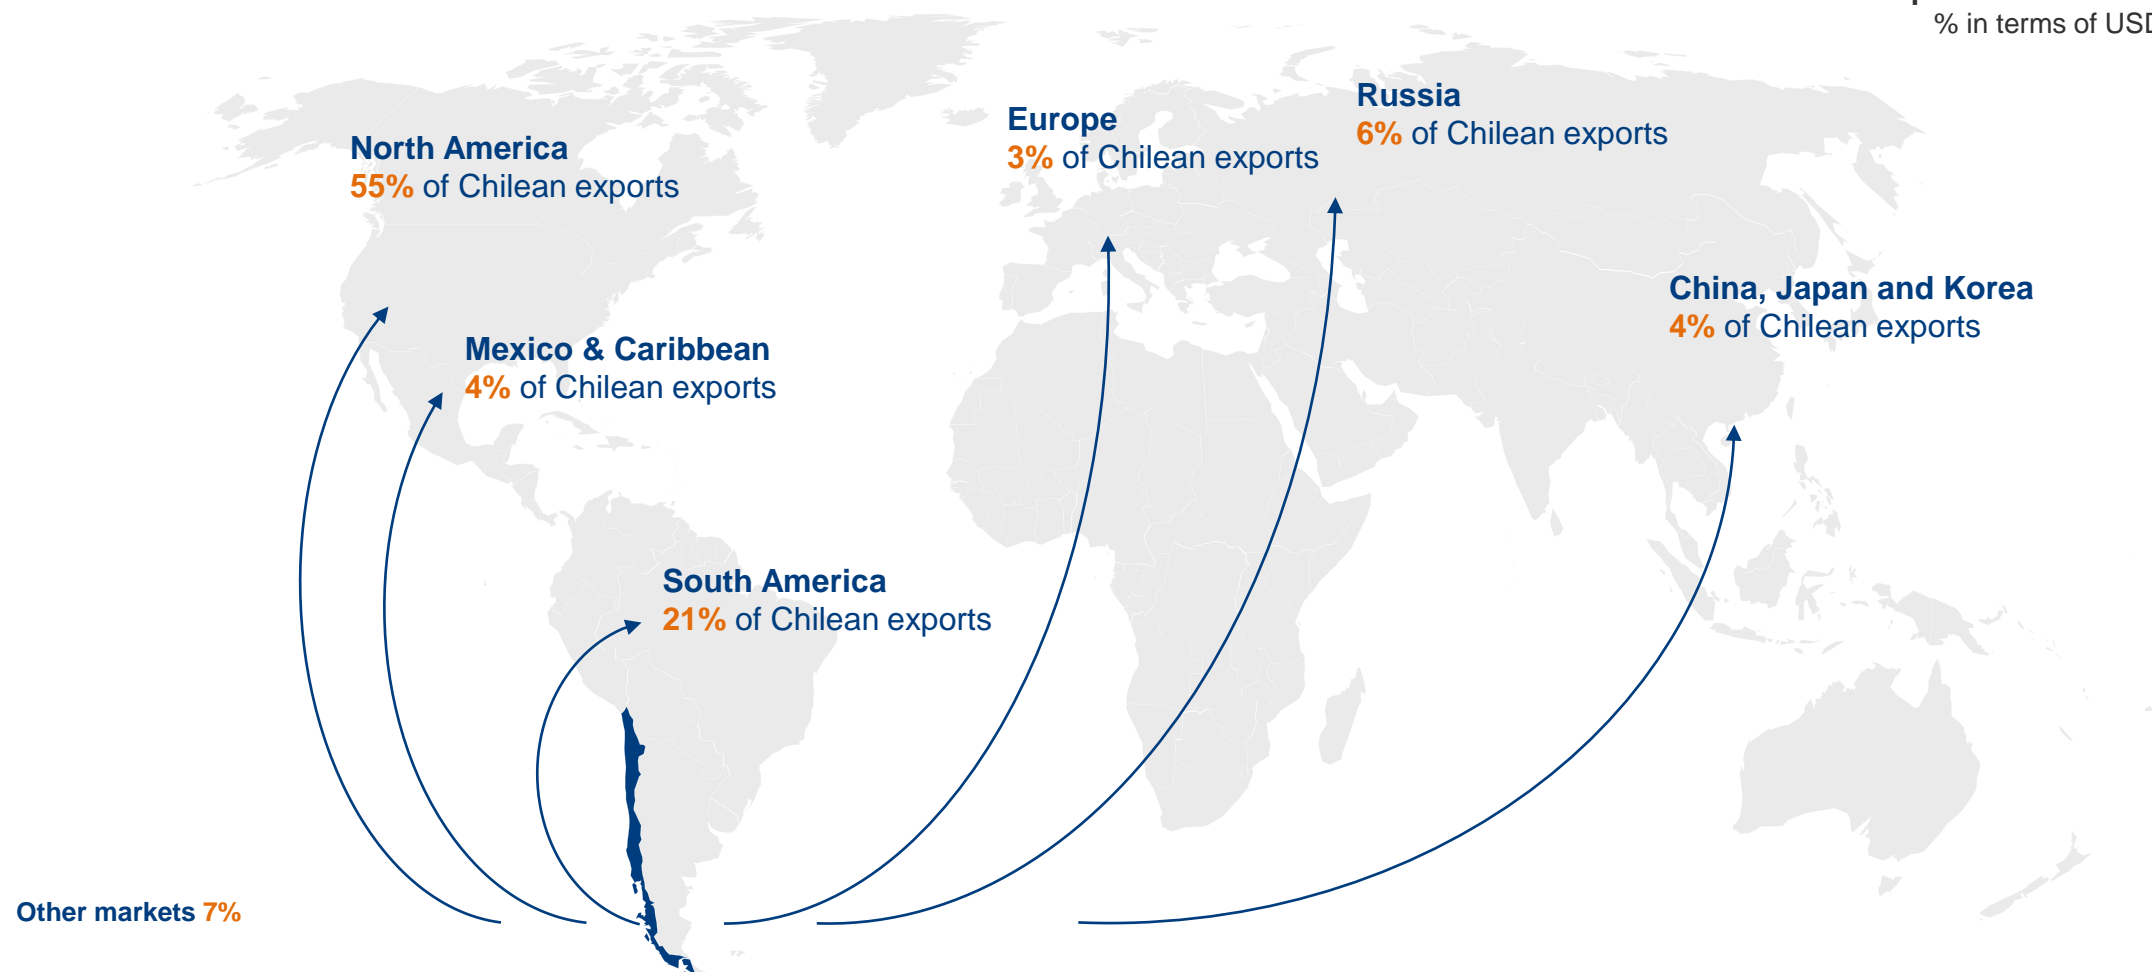 % in terms of USD
Russia
6% of Chilean exports
Europe
3% of Chilean exports
North America
55% of Chilean exports
China, Japan and Korea
4% of Chilean exports
Mexico & Caribbean
4% of Chilean exports
South America
21% of Chilean exports
Other markets 7%